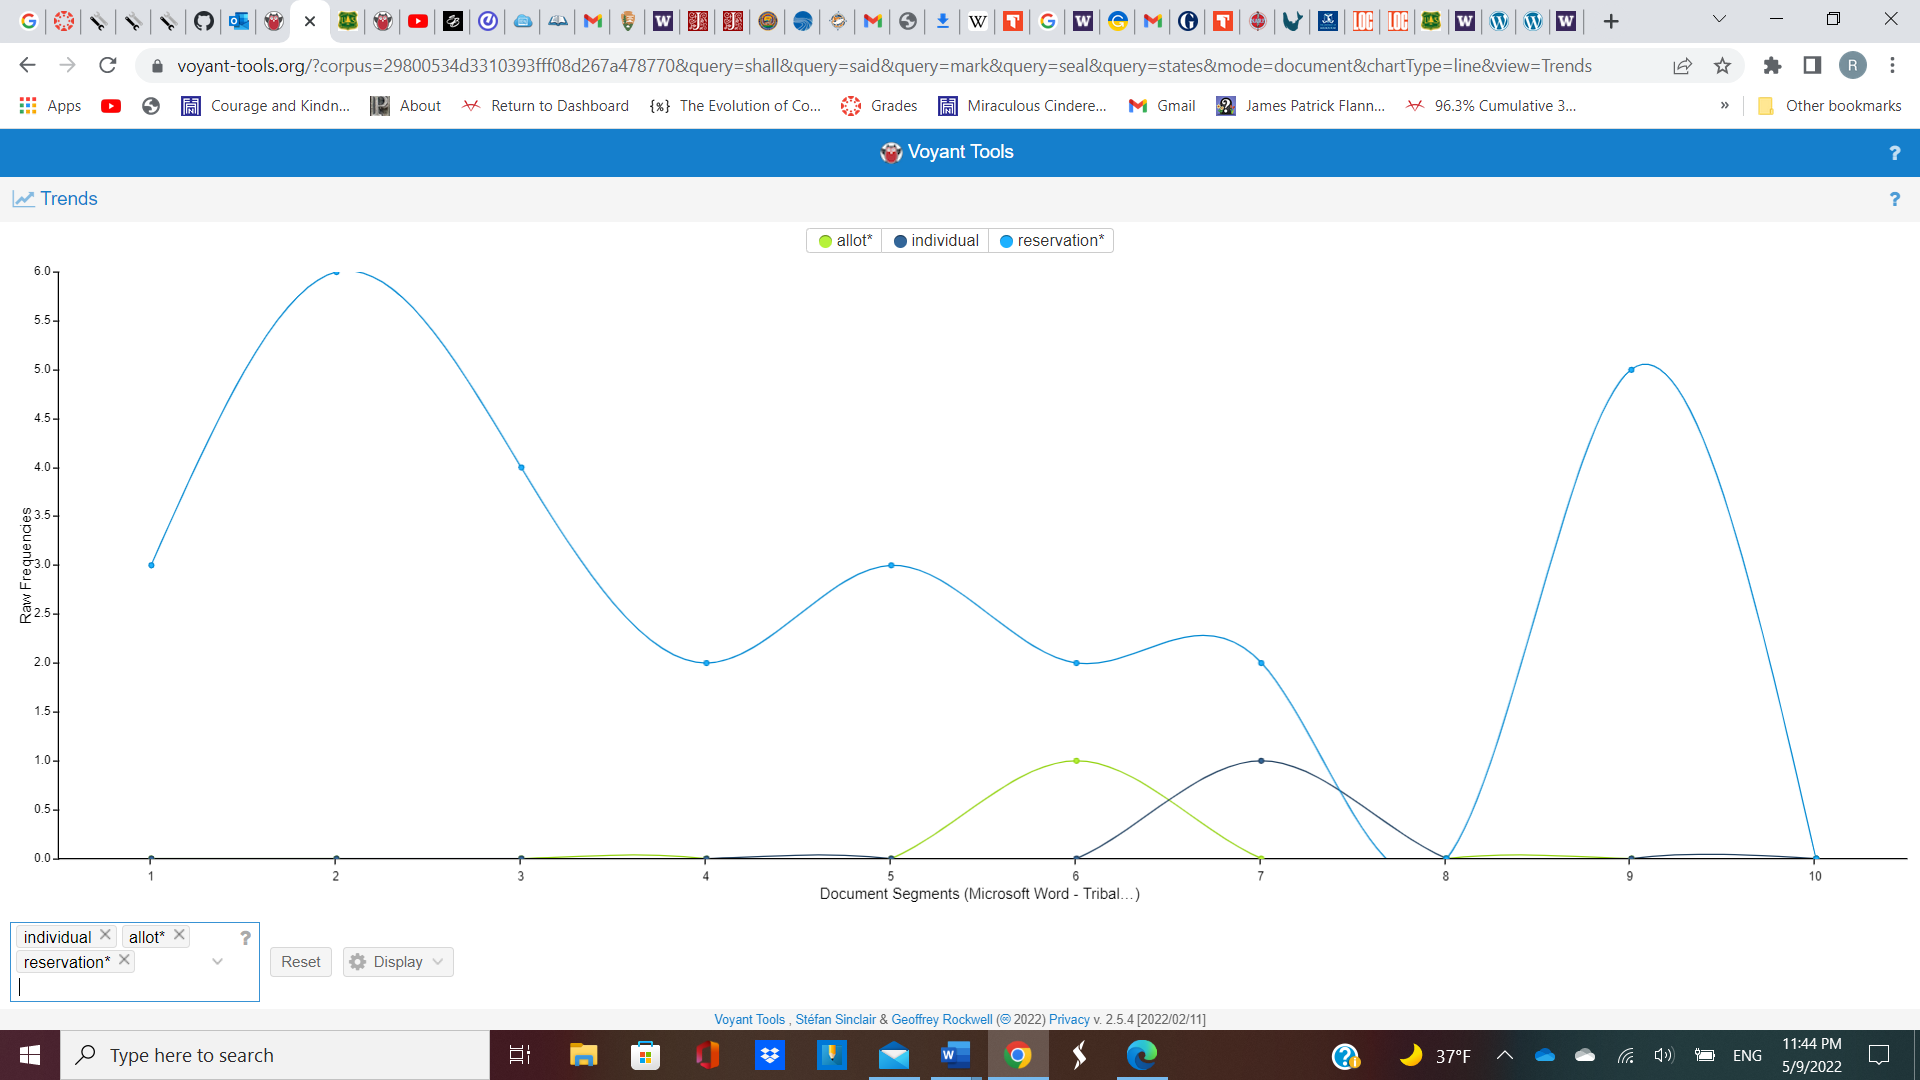 voyant-tools.org/?corpus=29800534d3310393fff08d267a478770&query=shall&query=said&query=mark&query=seal&query=states&mode=document&chartType=line&view=Trends
R
Apps
Courage and Kindn...
About
Return to Dashboard
{%} The Evolution of Co...
Grades
Miraculous Cindere...
Gmail
James Patrick Flann...
96.3% Cumulative 3...
»
Other bookmarks
Voyant Tools
?
Trends
?
allot*
individual
reservation*
6.0
5.5
5.0
4.5
4.0
3.5
3.0
2.5
2.0
1.5
1.0
0.5
0.0
Raw Frequencies
1 2 3 4 5 6 7 8 9 10
Document Segments (Microsoft Word - Tribal...)
individual
allot*
?
reservation*
Reset
Display
Voyant Tools , Stéfan Sinclair & Geoffrey Rockwell (© 2022) Privacy v. 2.5.4 [2022/02/11]
Type here to search
37°F
ENG
11:44 PM
5/9/2022